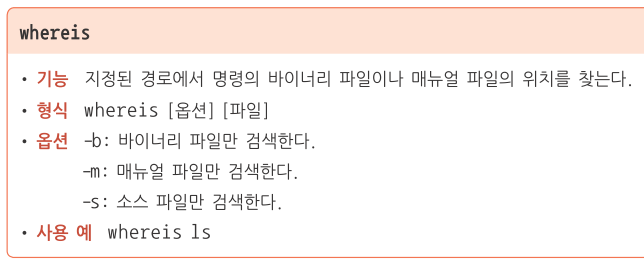 whereis
• 기능 지정된 경로에서 명령의 바이너리 파일이나 매뉴얼 파일의 위치를 찾는다.
• 형식 whereis [옵션] [파일]
• 옵션 -b: 바이너리 파일만 검색한다.
-m: 매뉴얼 파일만 검색한다.
-s: 소스 파일만 검색한다.
• 사용 예 whereis ls